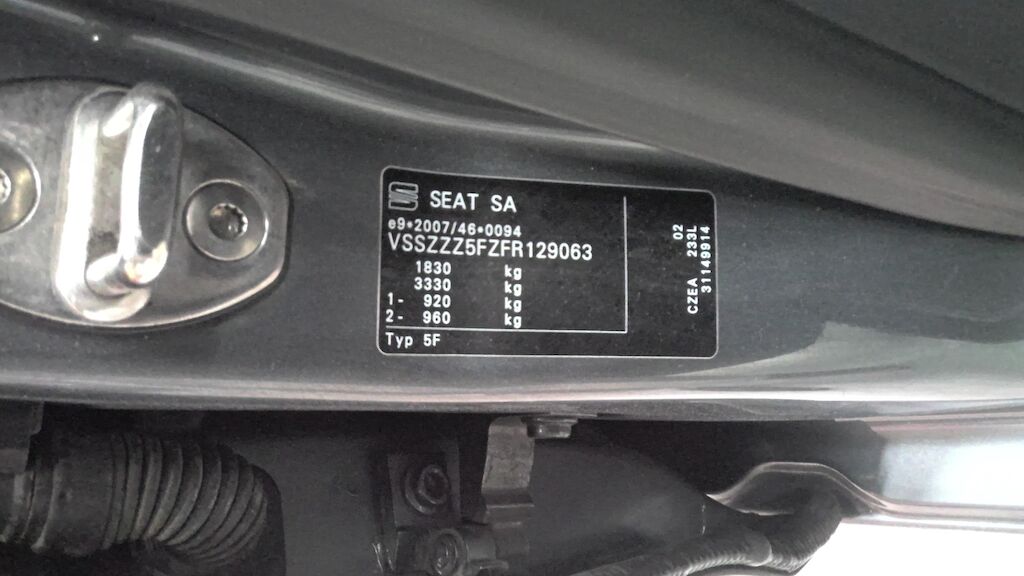 SEAT SA
e9*2007/46*0094
VSSZZZ5FZFR129063
1830 kg
3330 kg
1- 920 kg
2- 960 kg
Typ 5F
02
CZEA 233L
31149914